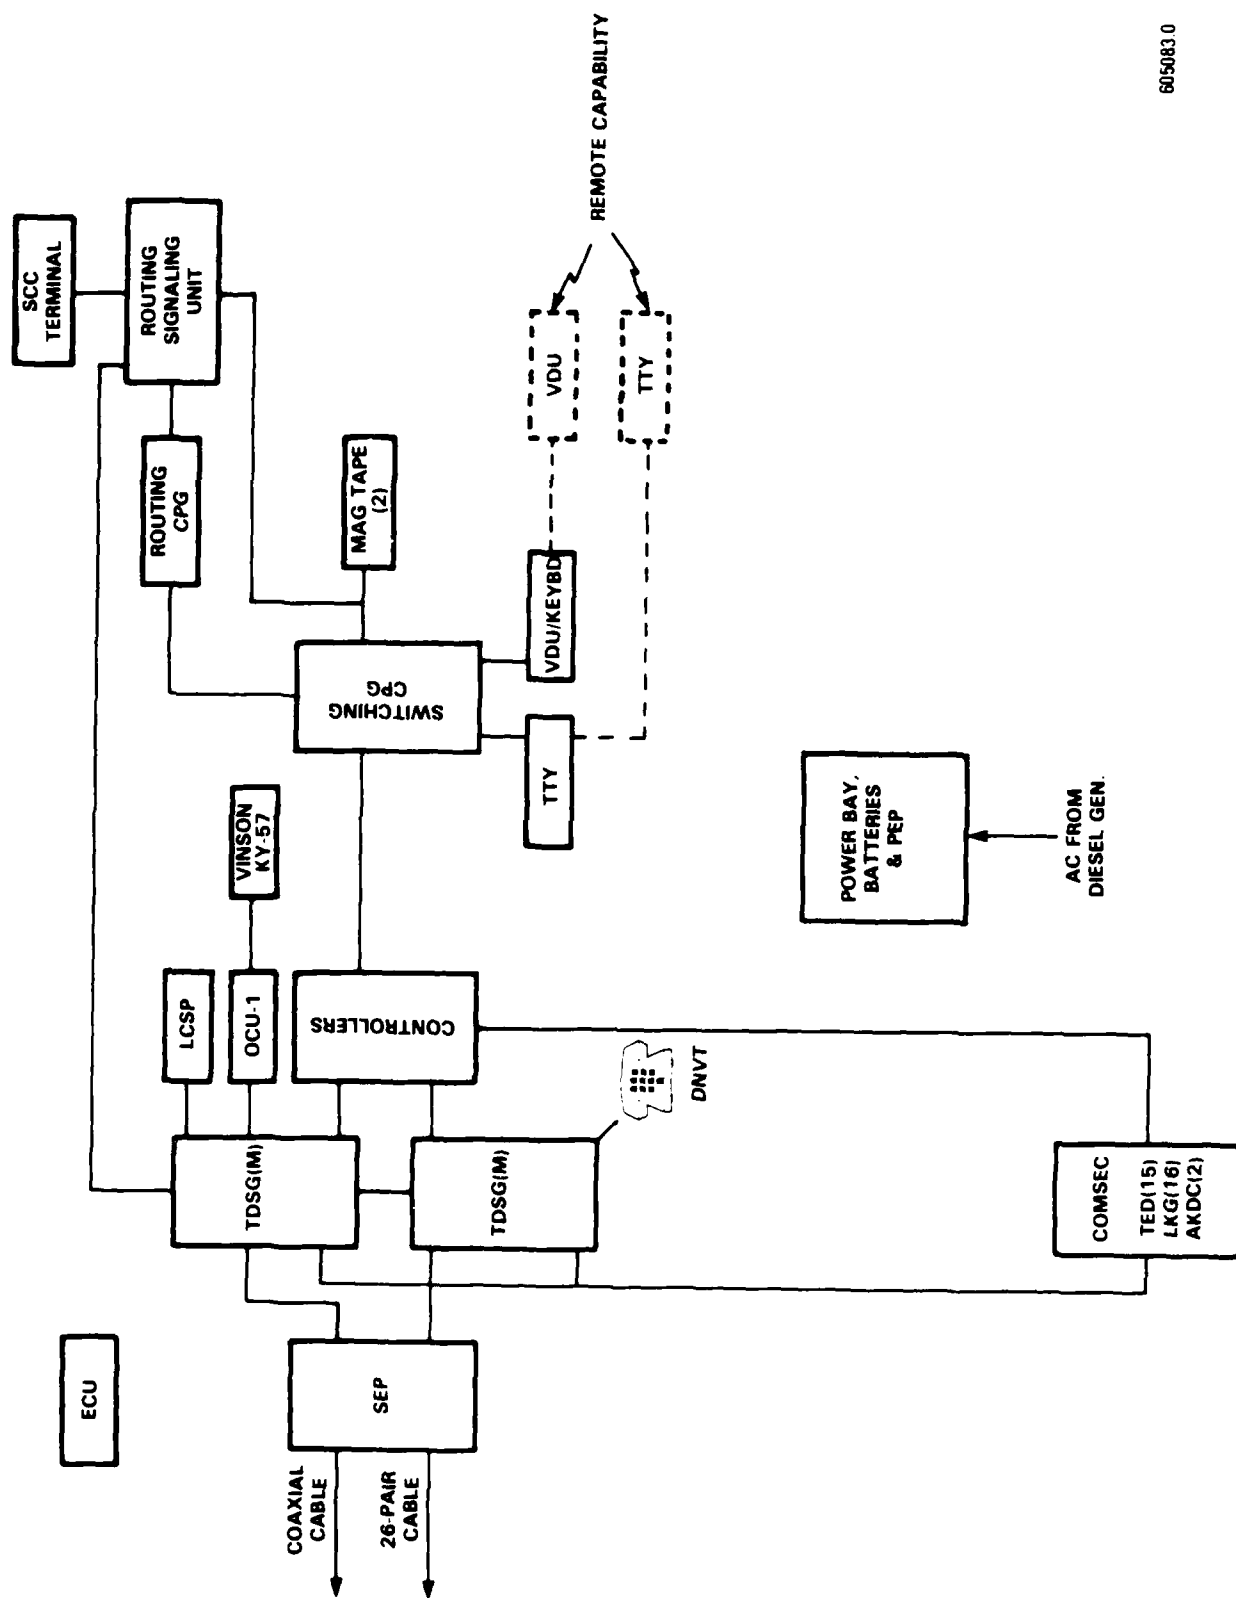 ECU
COAXIAL
CABLE
26-PAIR
CABLE
SEP
TDSG(M)
TDSG(M)
LCSP
OCU-1
VINSON
KY-57
CONTROLLERS
DNVT
COMSEC
TED(15)
LKG(16)
AKDC(2)
SWITCHING
CPG
ROUTING
CPG
SCC
TERMINAL
ROUTING
SIGNALING
UNIT
MAG TAPE
(2)
TTY
VDU/KEYBD
VDU
TTY
REMOTE CAPABILITY
POWER BAY,
BATTERIES
& PEP
AC FROM
DIESEL GEN.
605083.0